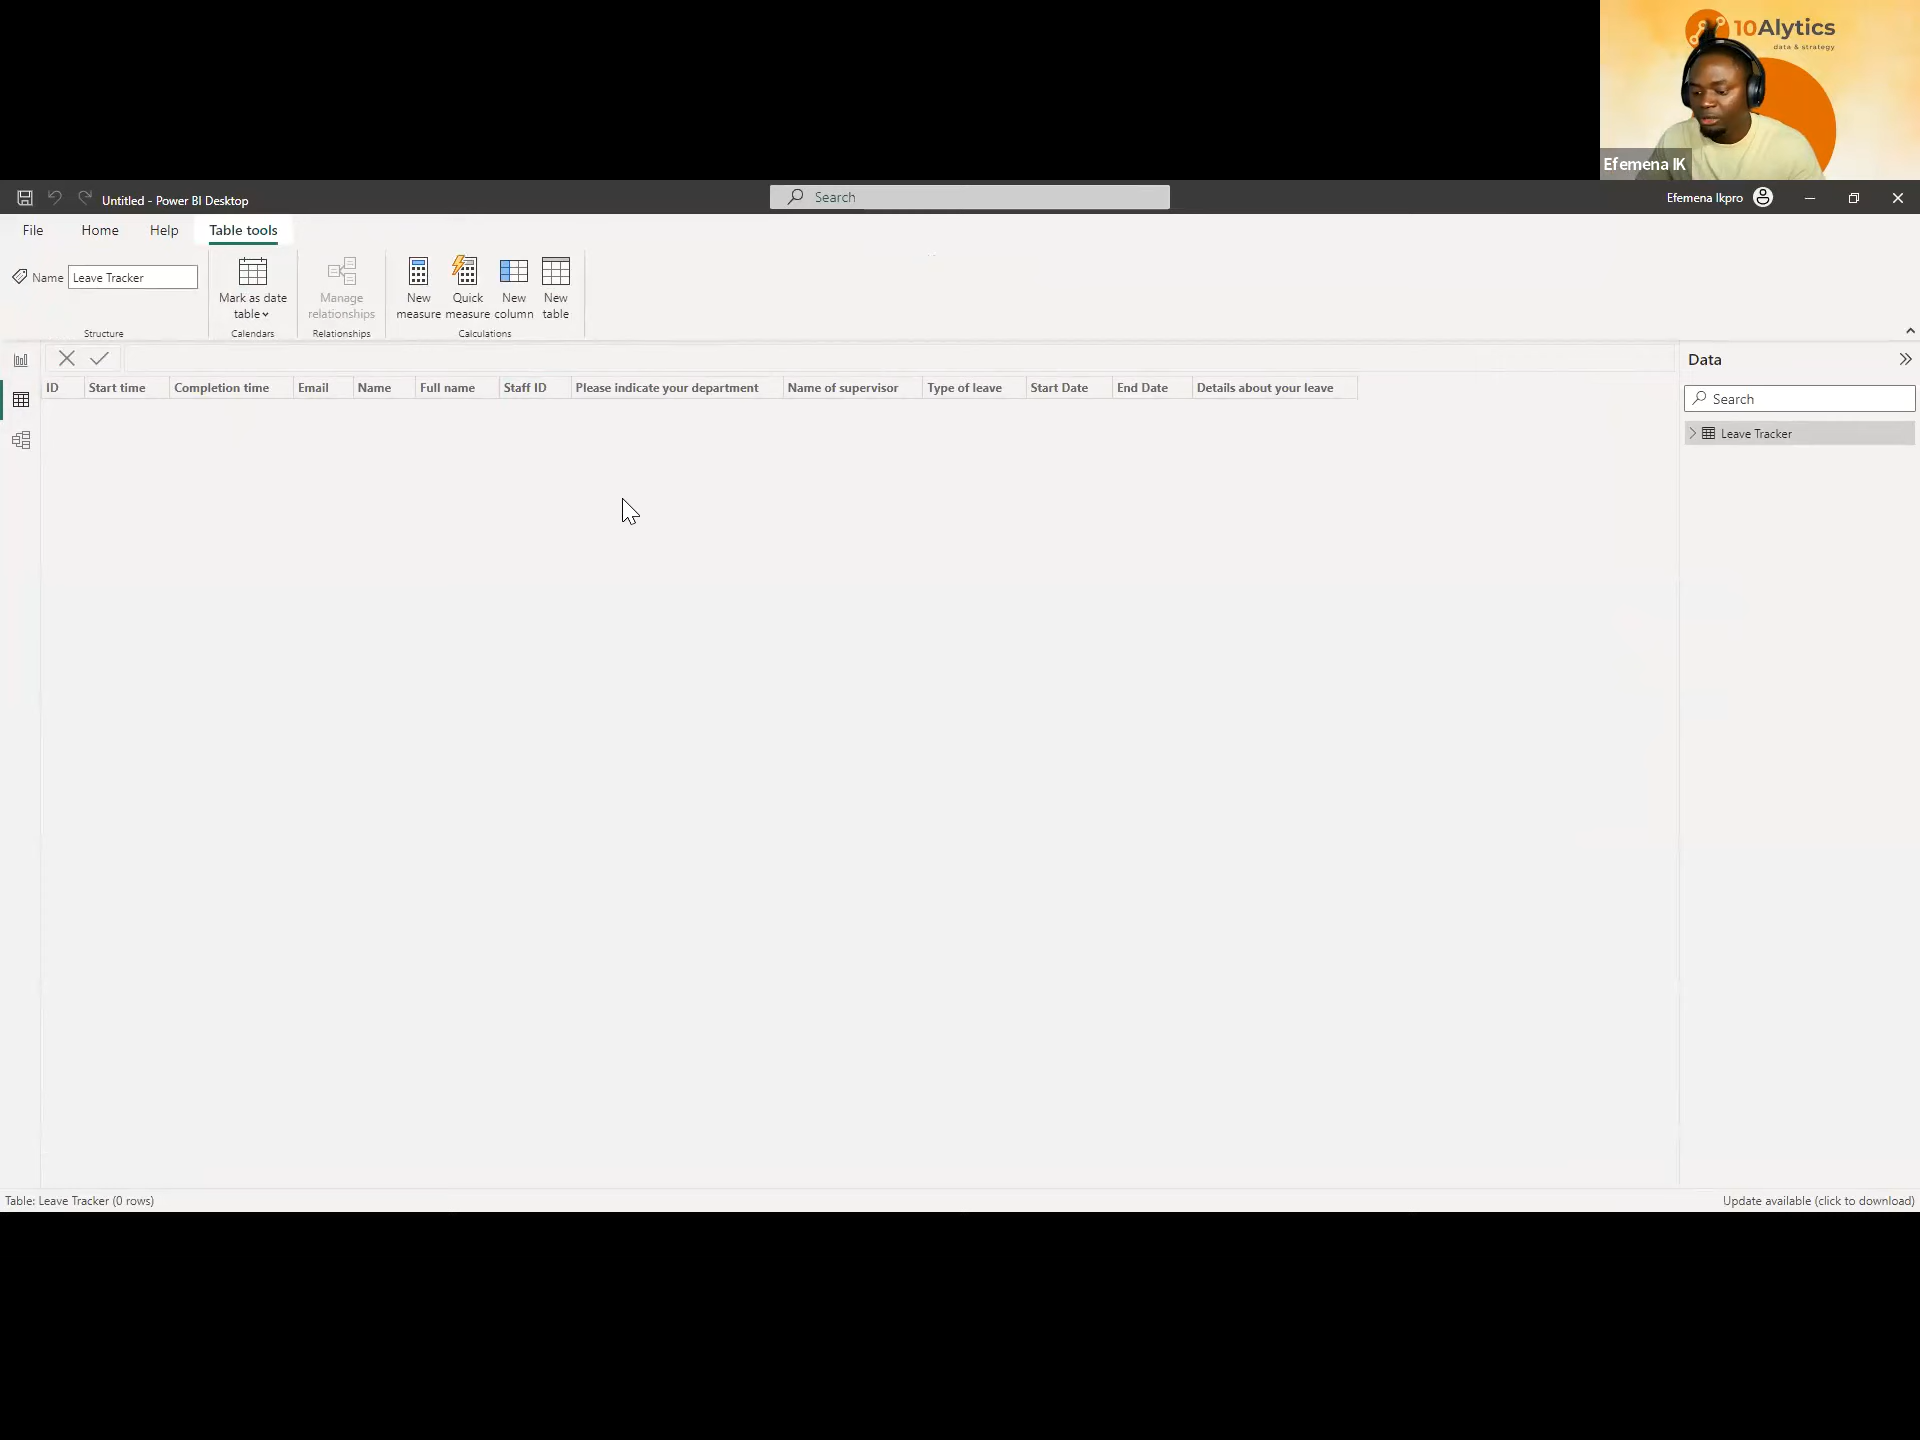 10Alytics
data & strategy
Efemena IK
Untitled - Power BI Desktop
Search
Efemena Ikpro
File
Home
Help
Table tools
Name
Leave Tracker
Mark as date
table
Manage
relationships
New
measure
Quick
measure
New
column
New
table
Structure
Calendars
Relationships
Calculations
Data
ID
Start time
Completion time
Email
Name
Full name
Staff ID
Please indicate your department
Name of supervisor
Type of leave
Start Date
End Date
Details about your leave
Search
Leave Tracker
Table: Leave Tracker (0 rows)
Update available (click to download)